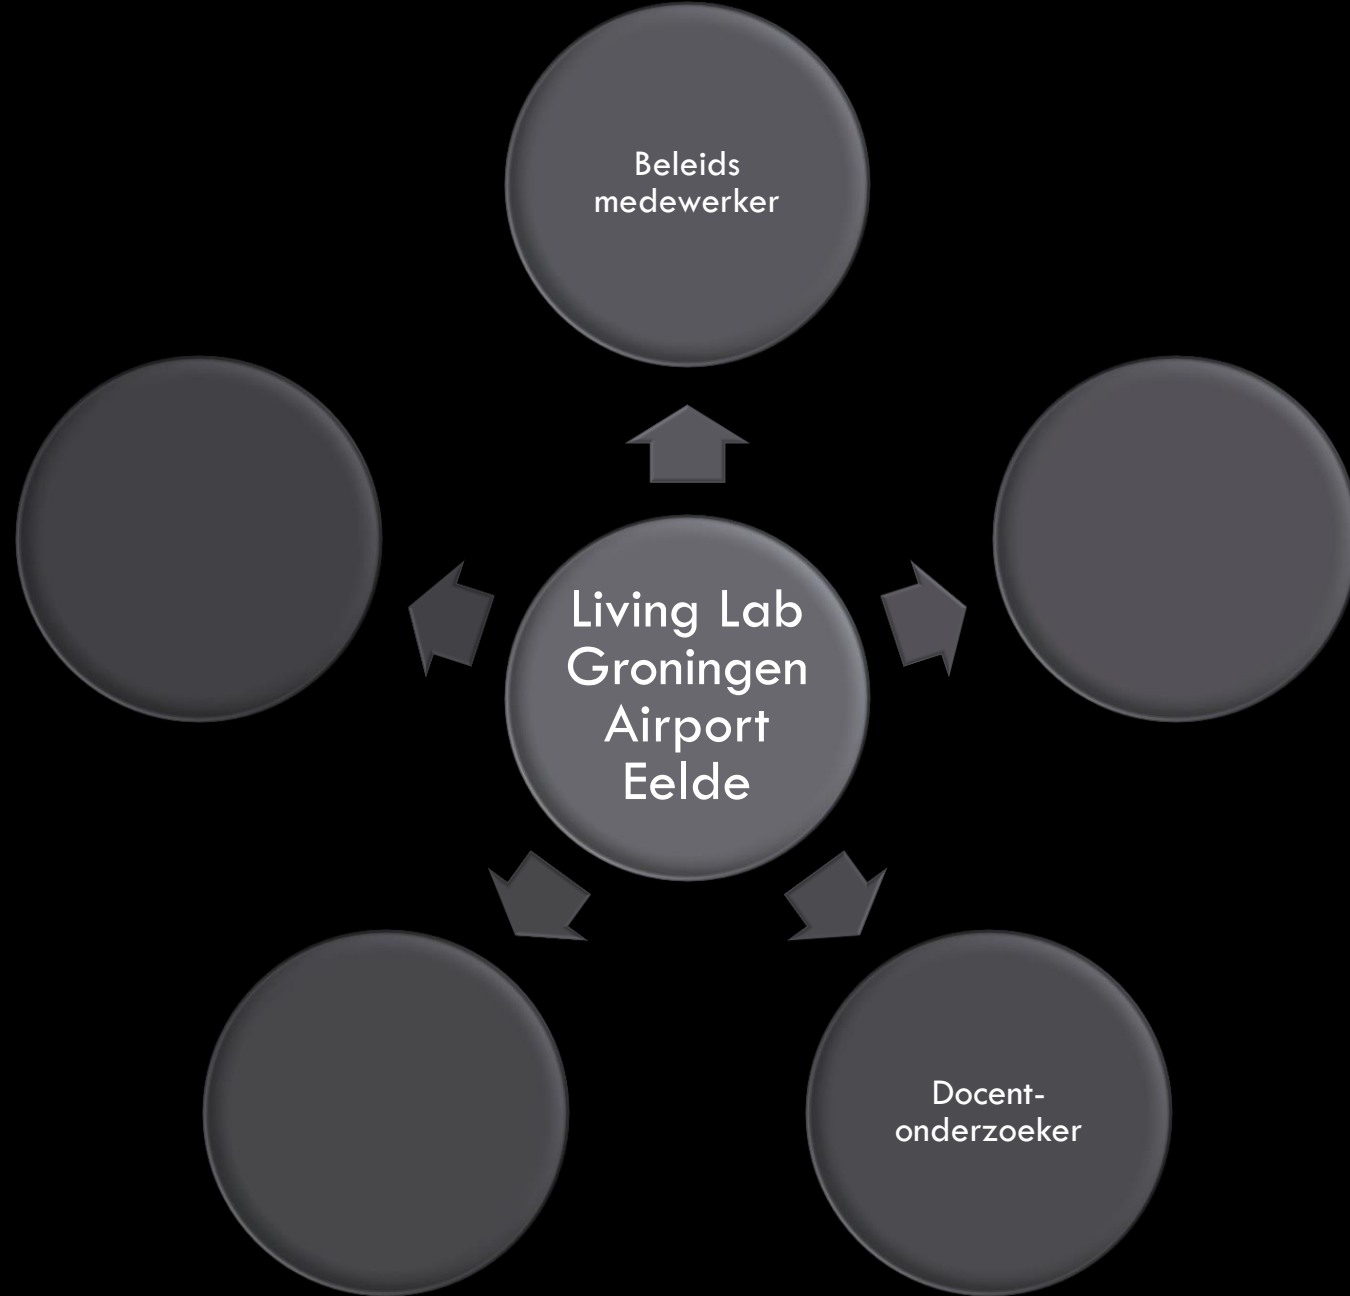 Beleids
medewerker
Living Lab
Groningen
Airport
Eelde
Docent-
onderzoeker